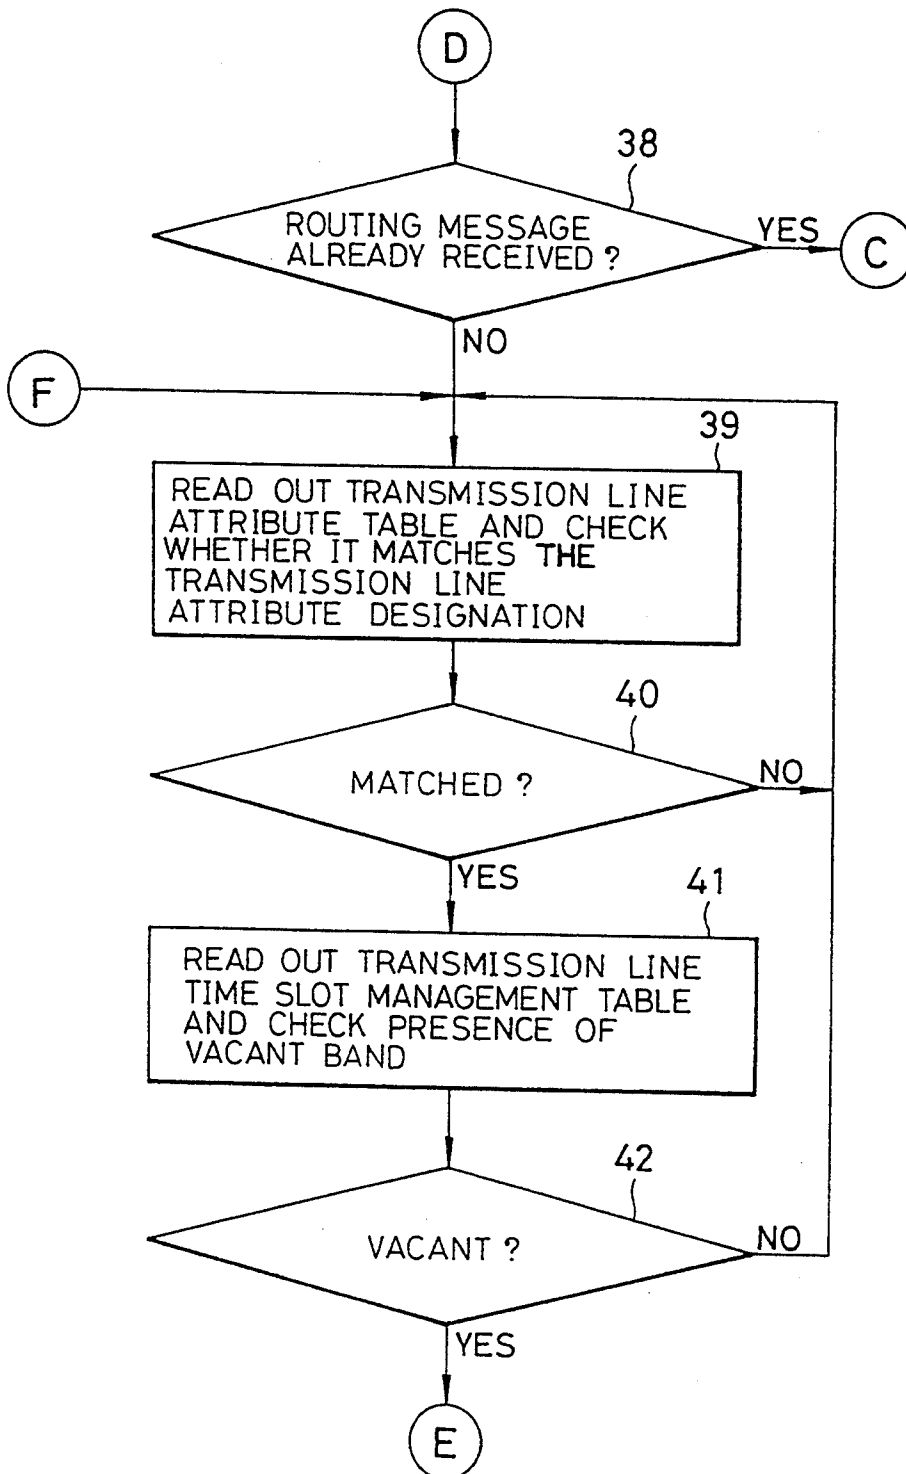 D
38
ROUTING MESSAGE
ALREADY RECEIVED ?
YES
C
NO
F
39
READ OUT TRANSMISSION LINE
ATTRIBUTE TABLE AND CHECK
WHETHER IT MATCHES THE
TRANSMISSION LINE
ATTRIBUTE DESIGNATION
40
MATCHED ?
NO
YES
41
READ OUT TRANSMISSION LINE
TIME SLOT MANAGEMENT TABLE
AND CHECK PRESENCE OF
VACANT BAND
42
VACANT ?
NO
YES
E